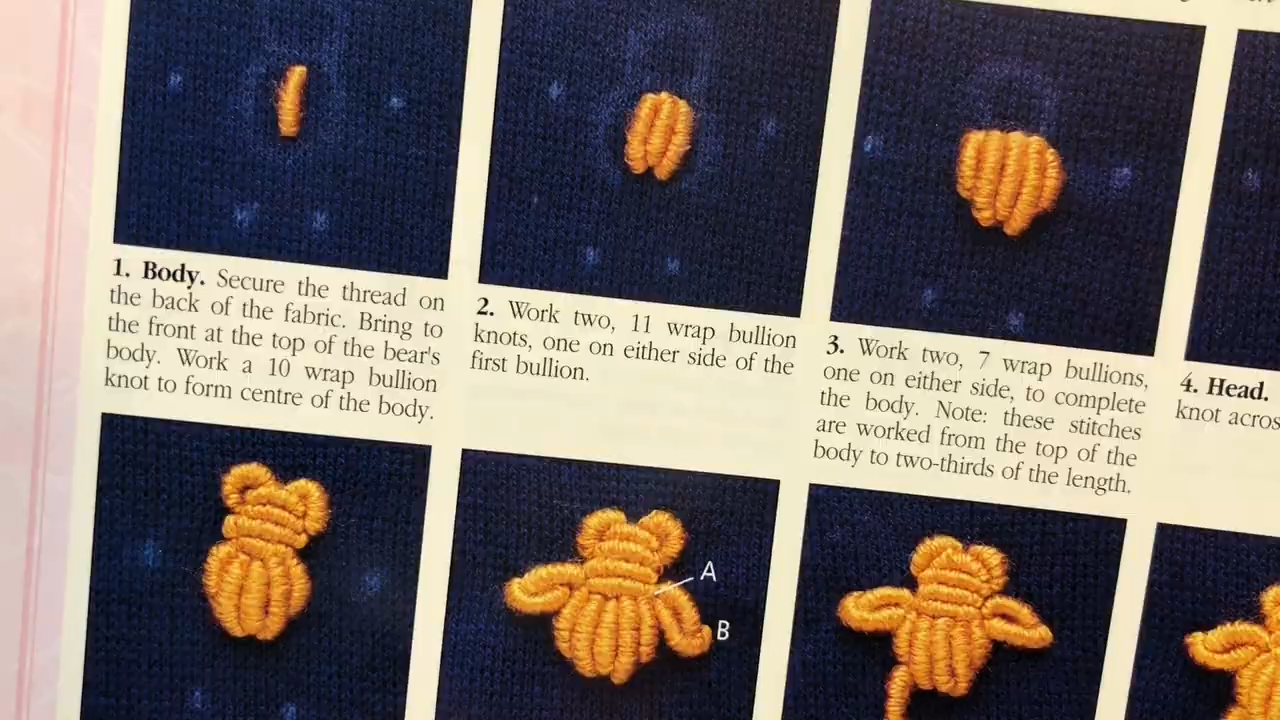 1. Body. Secure the thread on
the back of the fabric. Bring to
the front at the top of the bear's
body. Work a 10 wrap bullion
knot to form centre of the body.
2. Work two, 11 wrap bullion
knots, one on either side of the
first bullion.
3. Work two, 7 wrap bullions,
one on either side, to complete
the body. Note: these stitches
are worked from the top of the
body to two-thirds of the length.
4. Head.
knot across
A
B